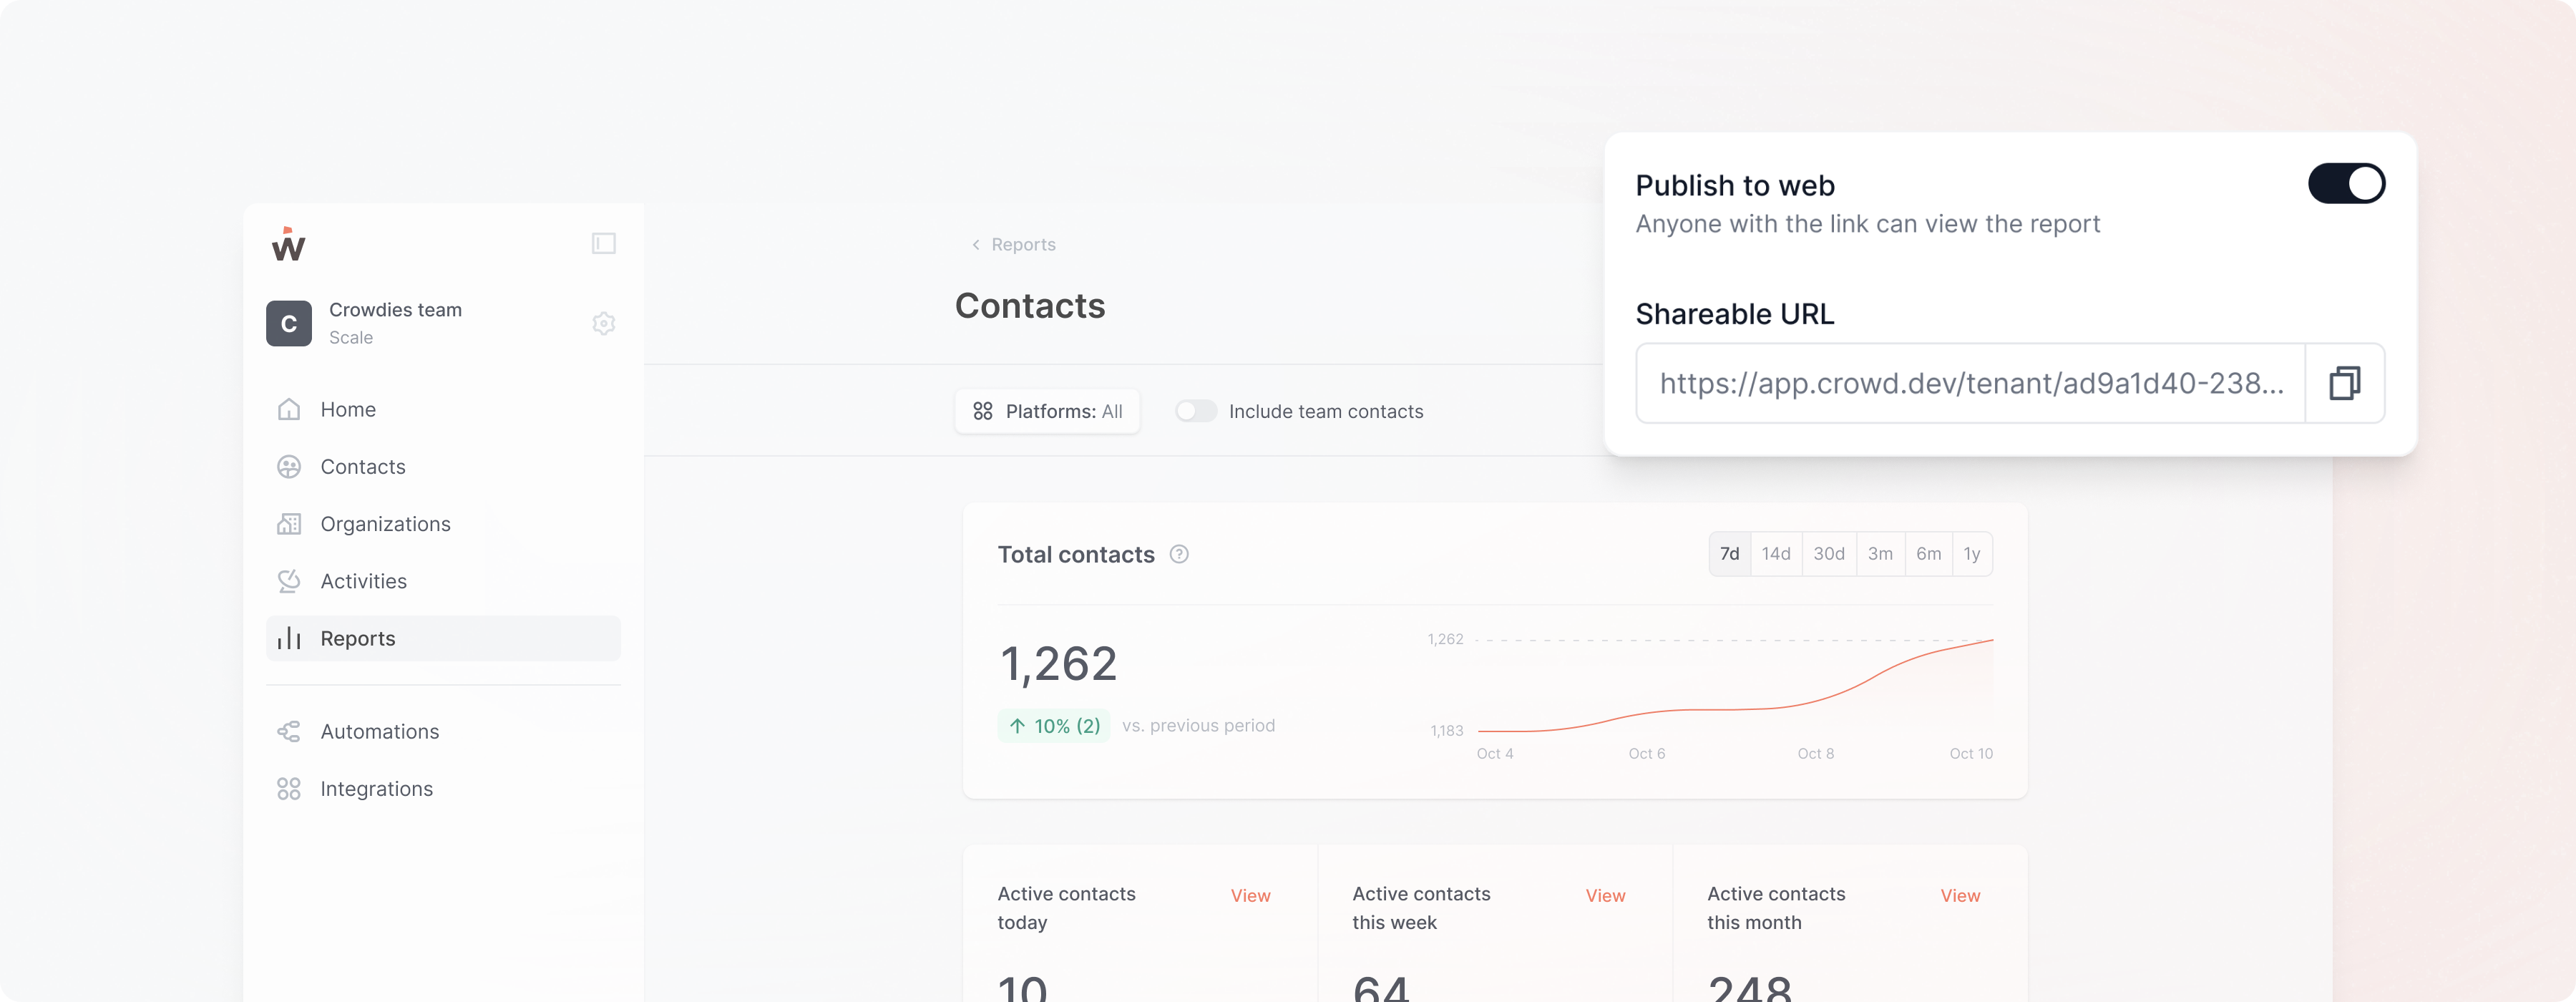 Publish to web
Anyone with the link can view the report
Shareable URL
https://app.crowd.dev/tenant/ad9a1d40-238...
w
C
Crowdies team
Scale
Home
Contacts
Organizations
Activities
Reports
Automations
Integrations
Reports
Contacts
Platforms: All
Include team contacts
Total contacts
7d 14d 30d 3m 6m 1y
1,262
10% (2) vs. previous period
1,262
1,183
Oct 4 Oct 6 Oct 8 Oct 10
Active contacts
today
View
10
Active contacts
this week
View
64
Active contacts
this month
View
248